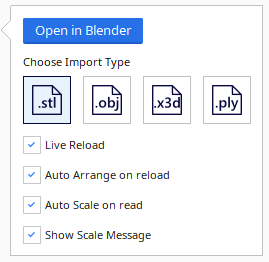 Open in Blender
Choose Import Type
.stl .obj .x3d .ply
Live Reload
Auto Arrange on reload
Auto Scale on read
Show Scale Message